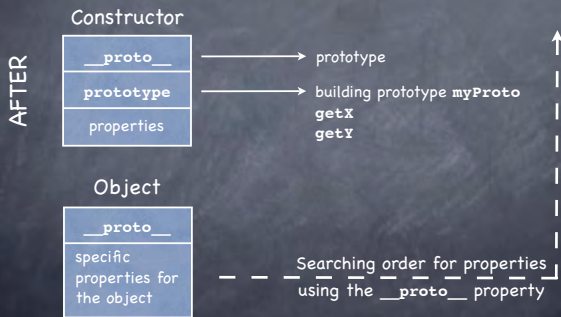 AFTER
Constructor
__proto__
prototype
prototype
building prototype myProto
getX
getY
properties
Object
__proto__
specific
properties for
the object
Searching order for properties
using the __proto__ property